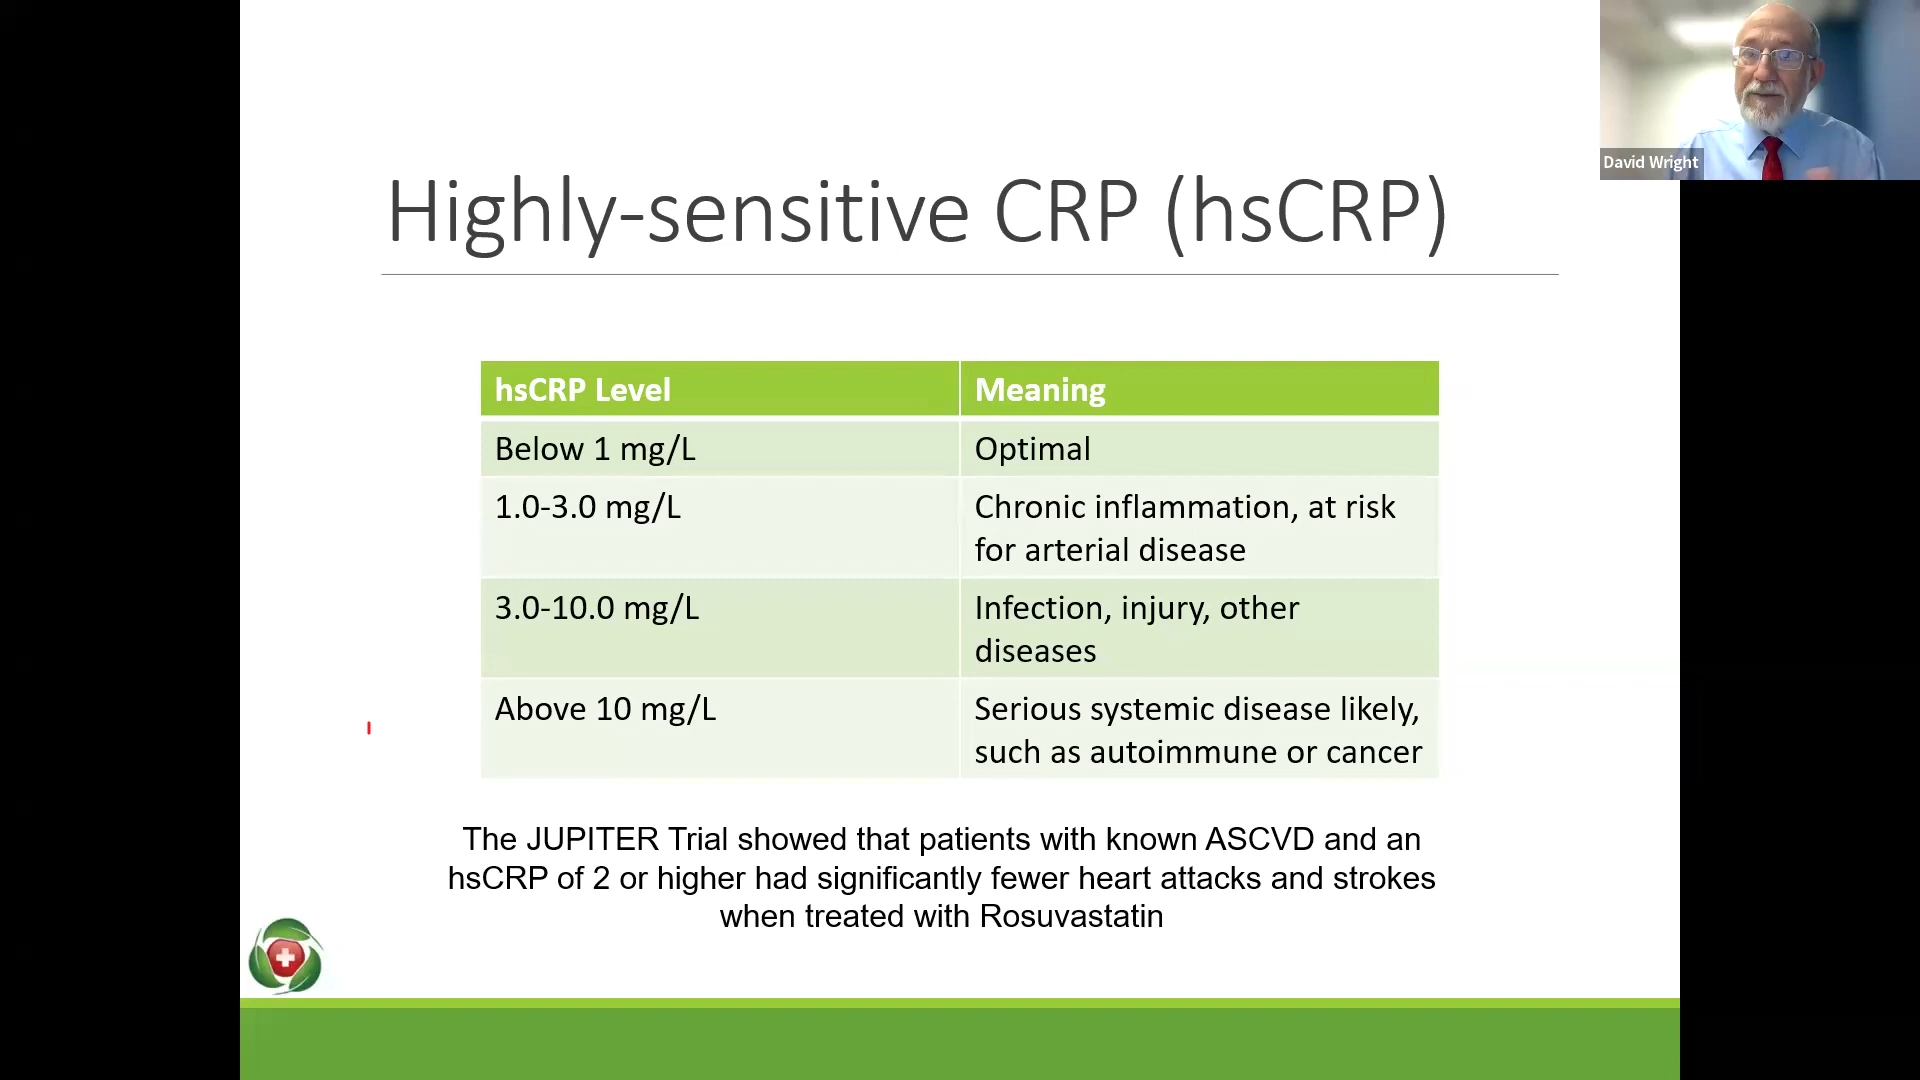 David Wright
Highly-sensitive CRP (hsCRP)
hsCRP Level
Meaning
Below 1 mg/L
Optimal
1.0-3.0 mg/L
Chronic inflammation, at risk
for arterial disease
3.0-10.0 mg/L
Infection, injury, other
diseases
Above 10 mg/L
Serious systemic disease likely,
such as autoimmune or cancer
The JUPITER Trial showed that patients with known ASCVD and an
hsCRP of 2 or higher had significantly fewer heart attacks and strokes
when treated with Rosuvastatin